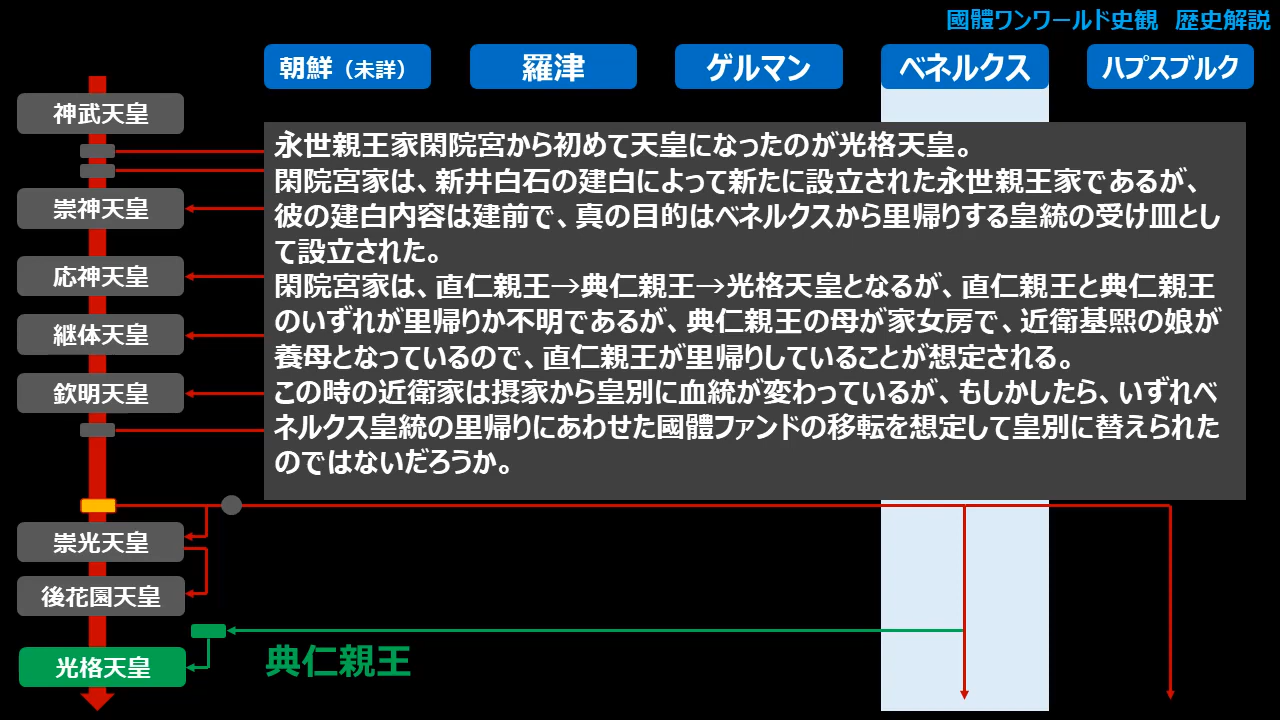 國體ワンワールド史観　歴史解説
朝鮮（未詳）
羅津
ゲルマン
ベネルクス
ハプスブルク
神武天皇
崇神天皇
応神天皇
継体天皇
欽明天皇
永世親王家閑院宮から初めて天皇になったのが光格天皇。
閑院宮家は、新井白石の建白によって新たに設立された永世親王家であるが、
彼の建白内容は建前で、真の目的はベネルクスから里帰りする皇統の受け皿とし
て設立された。
閑院宮家は、直仁親王→典仁親王→光格天皇となるが、直仁親王と典仁親王
のいずれが里帰りか不明であるが、典仁親王の母が家女房で、近衛基熙の娘が
養母となっているので、直仁親王が里帰りしていることが想定される。
この時の近衛家は摂家から皇別に血統が変わっているが、もしかしたら、いずれベ
ネルクス皇統の里帰りにあわせた國體ファンドの移転を想定して皇別に替えられた
のではないだろうか。
崇光天皇
後花園天皇
光格天皇
典仁親王